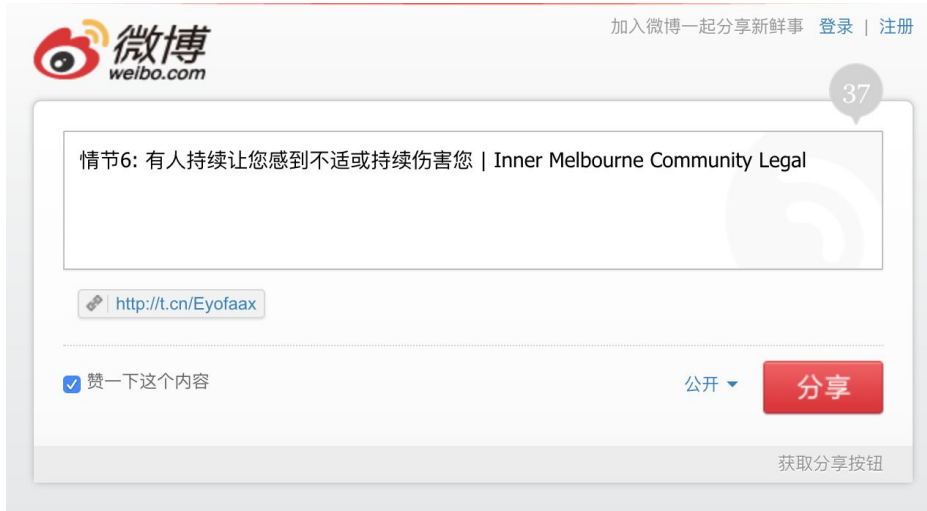 微博
weibo.com
加入微博一起分享新鲜事 登录 | 注册
37
情节6: 有人持续让您感到不适或持续伤害您 | Inner Melbourne Community Legal
http://t.cn/Eyofaax
赞一下这个内容
公开
分享
获取分享按钮